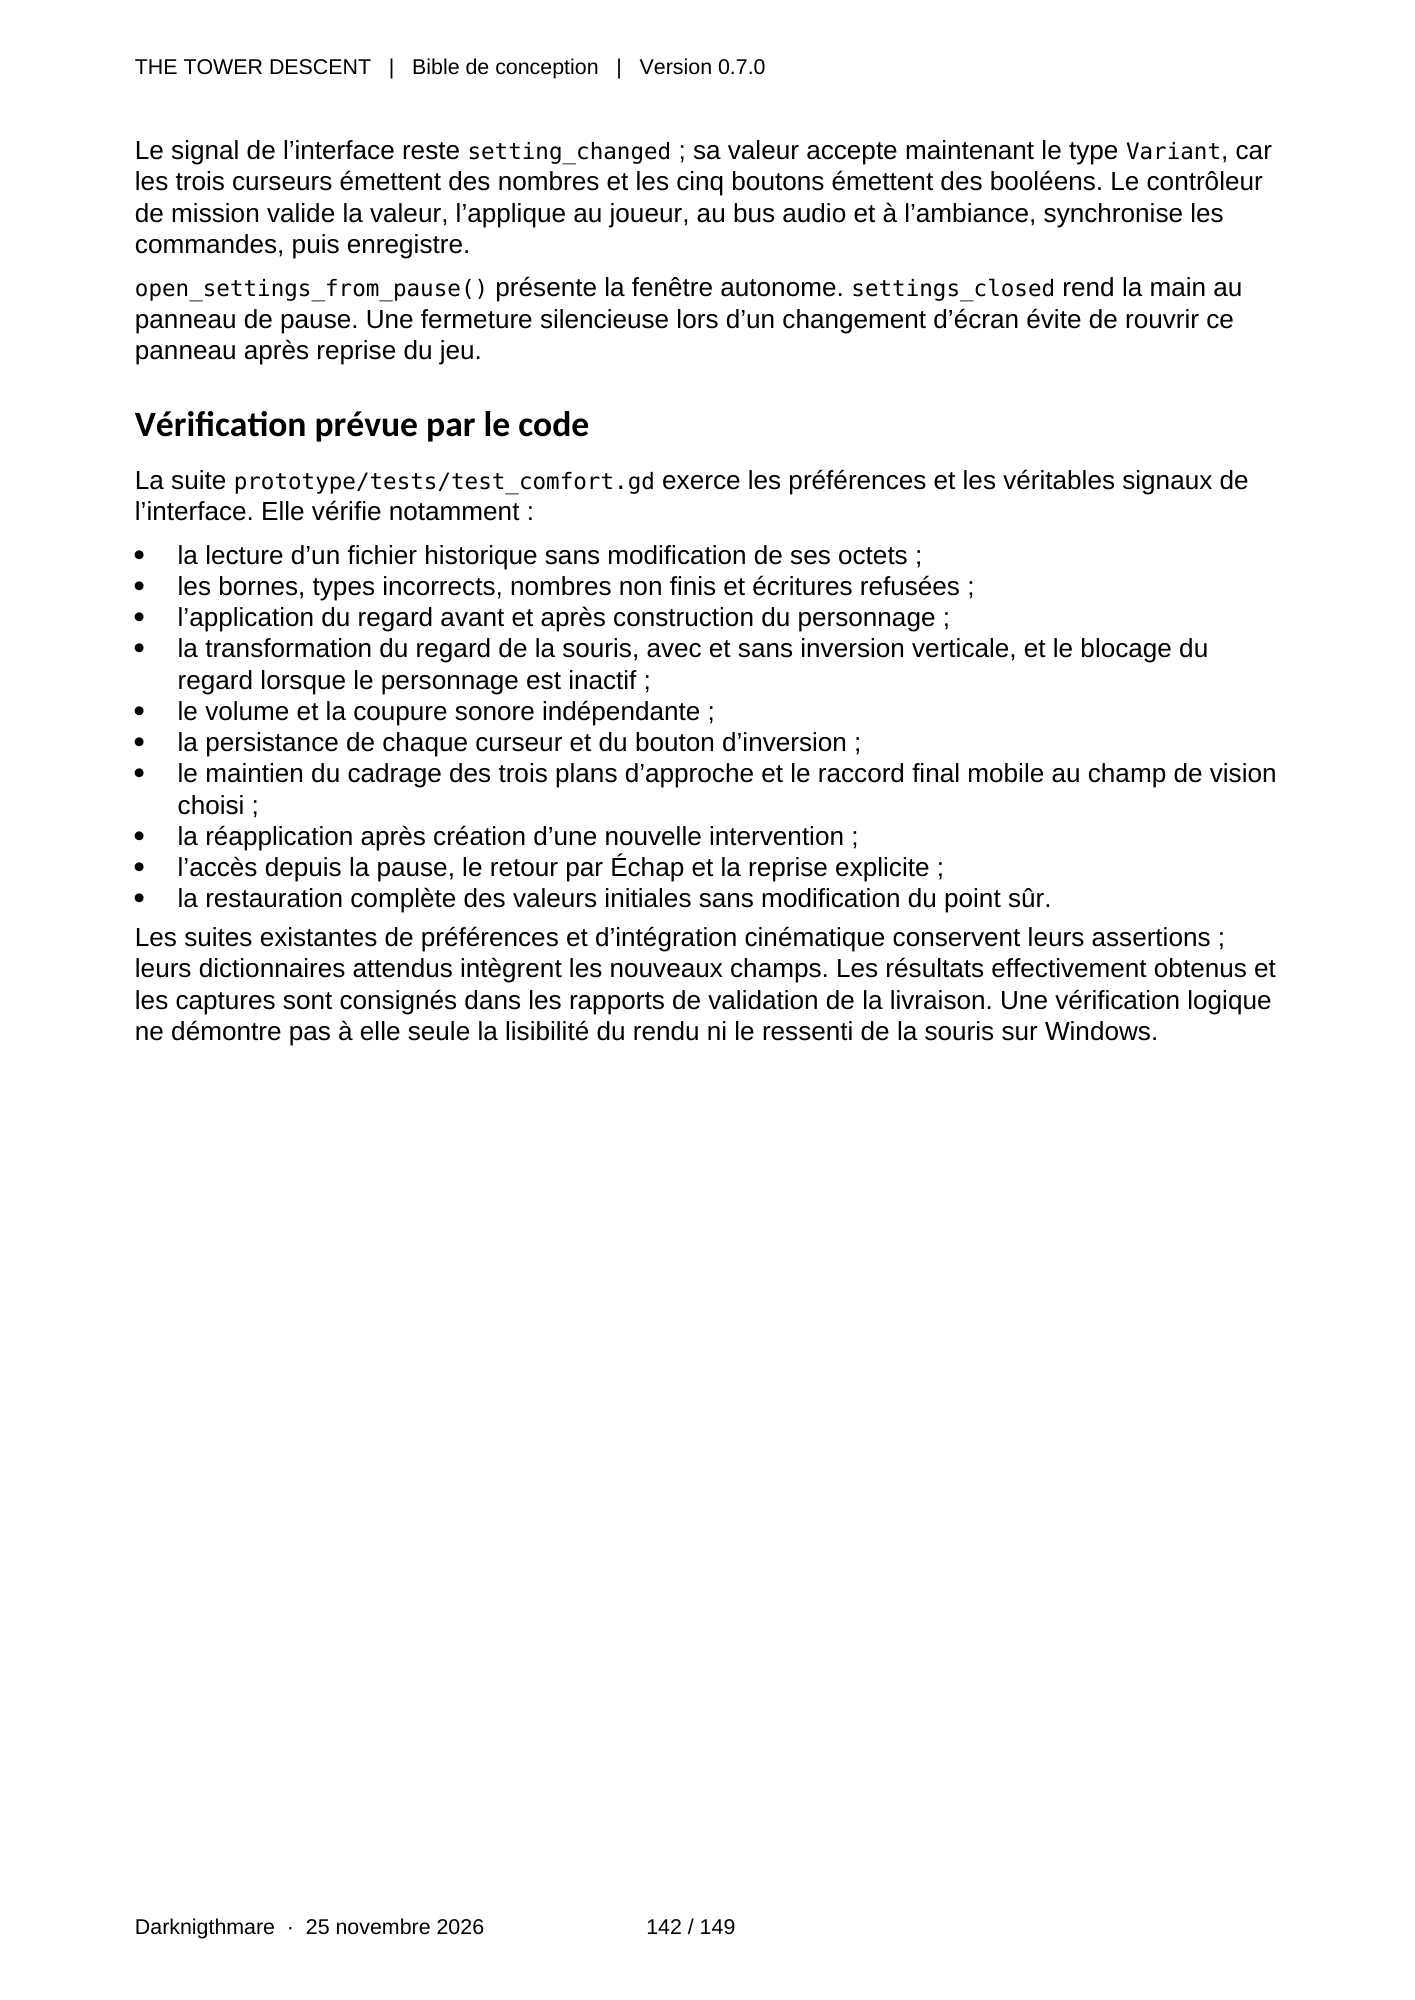 THE TOWER DESCENT | Bible de conception | Version 0.7.0
Le signal de l’interface reste setting_changed ; sa valeur accepte maintenant le type Variant, car
les trois curseurs émettent des nombres et les cinq boutons émettent des booléens. Le contrôleur
de mission valide la valeur, l’applique au joueur, au bus audio et à l’ambiance, synchronise les
commandes, puis enregistre.
open_settings_from_pause() présente la fenêtre autonome. settings_closed rend la main au
panneau de pause. Une fermeture silencieuse lors d’un changement d’écran évite de rouvrir ce
panneau après reprise du jeu.
Vérification prévue par le code
La suite prototype/tests/test_comfort.gd exerce les préférences et les véritables signaux de
l’interface. Elle vérifie notamment :
• la lecture d’un fichier historique sans modification de ses octets ;
• les bornes, types incorrects, nombres non finis et écritures refusées ;
• l’application du regard avant et après construction du personnage ;
• la transformation du regard de la souris, avec et sans inversion verticale, et le blocage du
regard lorsque le personnage est inactif ;
• le volume et la coupure sonore indépendante ;
• la persistance de chaque curseur et du bouton d’inversion ;
• le maintien du cadrage des trois plans d’approche et le raccord final mobile au champ de vision
choisi ;
• la réapplication après création d’une nouvelle intervention ;
• l’accès depuis la pause, le retour par Échap et la reprise explicite ;
• la restauration complète des valeurs initiales sans modification du point sûr.
Les suites existantes de préférences et d’intégration cinématique conservent leurs assertions ;
leurs dictionnaires attendus intègrent les nouveaux champs. Les résultats effectivement obtenus et
les captures sont consignés dans les rapports de validation de la livraison. Une vérification logique
ne démontre pas à elle seule la lisibilité du rendu ni le ressenti de la souris sur Windows.
Darknigthmare · 25 novembre 2026 142 / 149